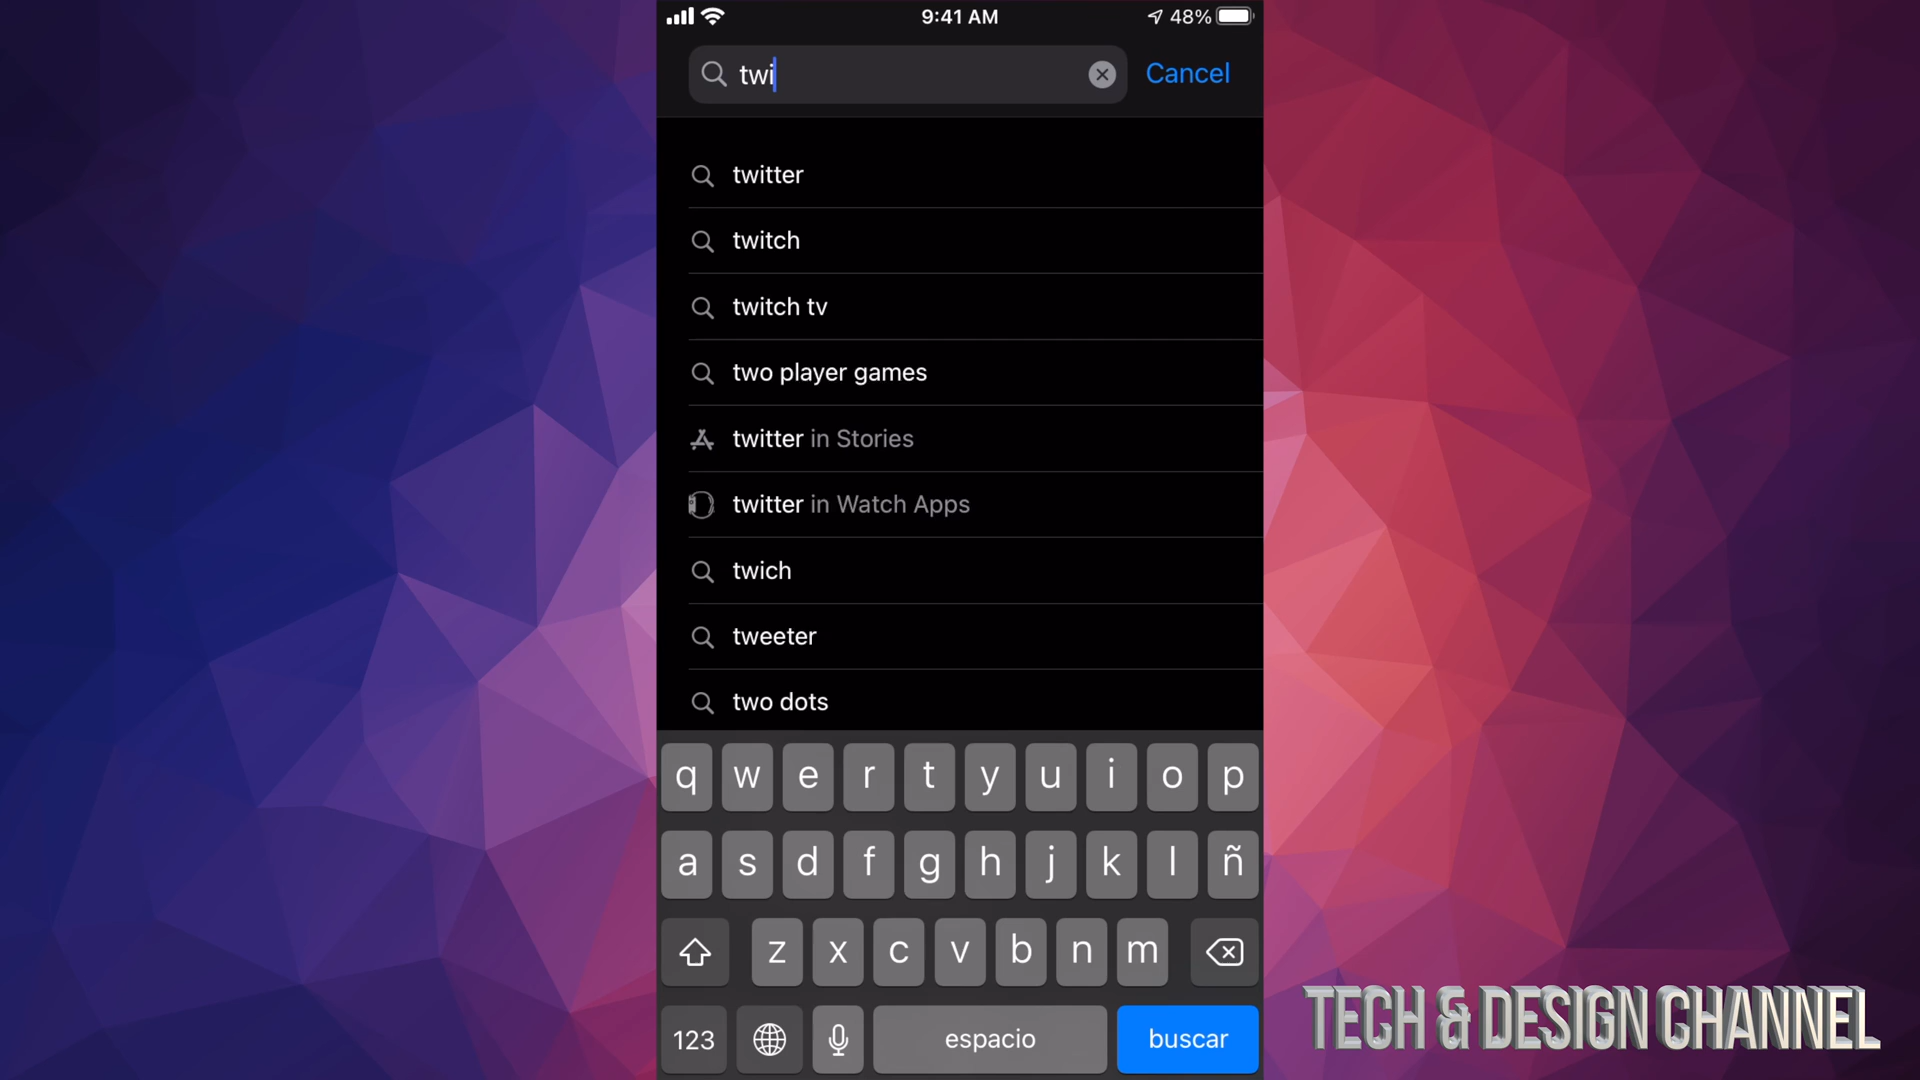 9:41 AM
48%
twi
Cancel
twitter
twitch
twitch tv
two player games
twitter in Stories
twitter in Watch Apps
twich
tweeter
two dots
q w e r t y u i o p
a s d f g h j k l ñ
z x c v b n m
123
espacio
buscar
TECH & DESIGN CHANNEL